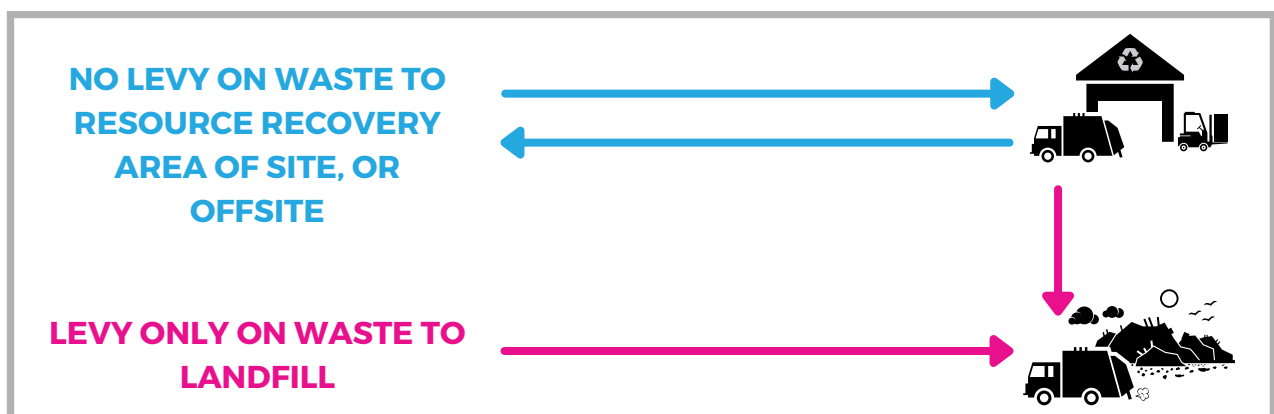 NO LEVY ON WASTE TO
RESOURCE RECOVERY
AREA OF SITE, OR
OFFSITE
LEVY ONLY ON WASTE TO
LANDFILL